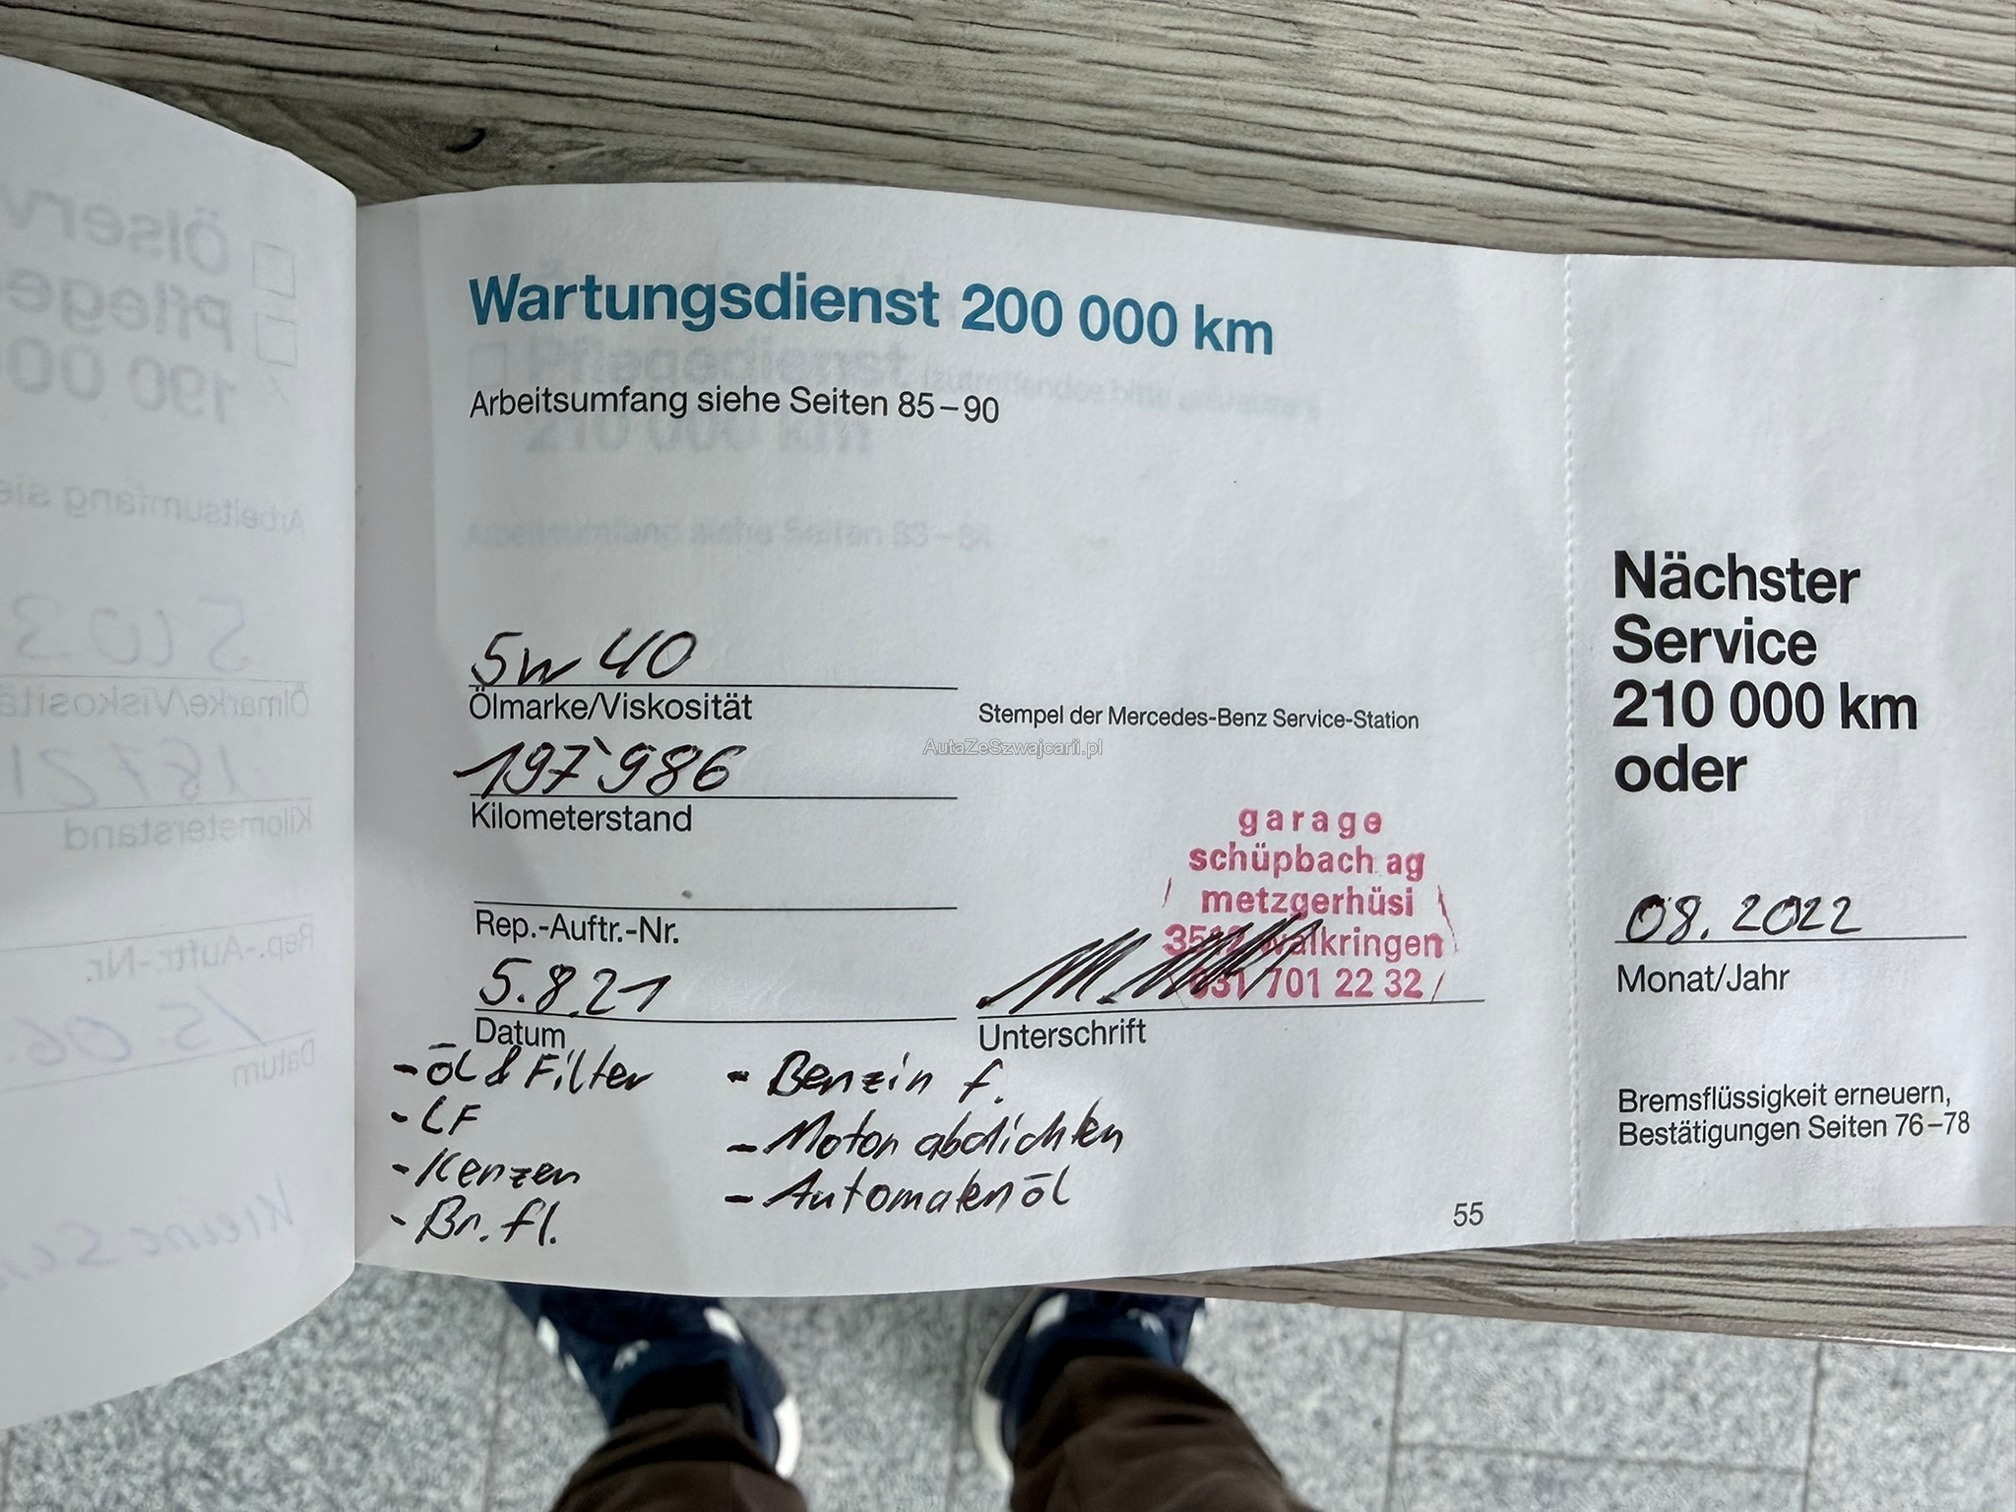 Wartungsdienst 200 000 km
Arbeitsumfang siehe Seiten 85–90
5w 40
Ölmarke/Viskosität
197`986
Kilometerstand
Rep.-Auftr.-Nr.
5.8.21
Datum
Stempel der Mercedes-Benz Service-Station
AutaZeSzwajcarii.pl
garage
schüpbach ag
metzgerhüsi
3512 walkringen
031 701 22 32
Unterschrift
- Öl & Filter
- LF
- Kerzen
- Br. fl.
- Benzin f.
- Motor abdichten
- Automatenöl
55
Nächster
Service
210 000 km
oder
08. 2022
Monat/Jahr
Bremsflüssigkeit erneuern,
Bestätigungen Seiten 76–78